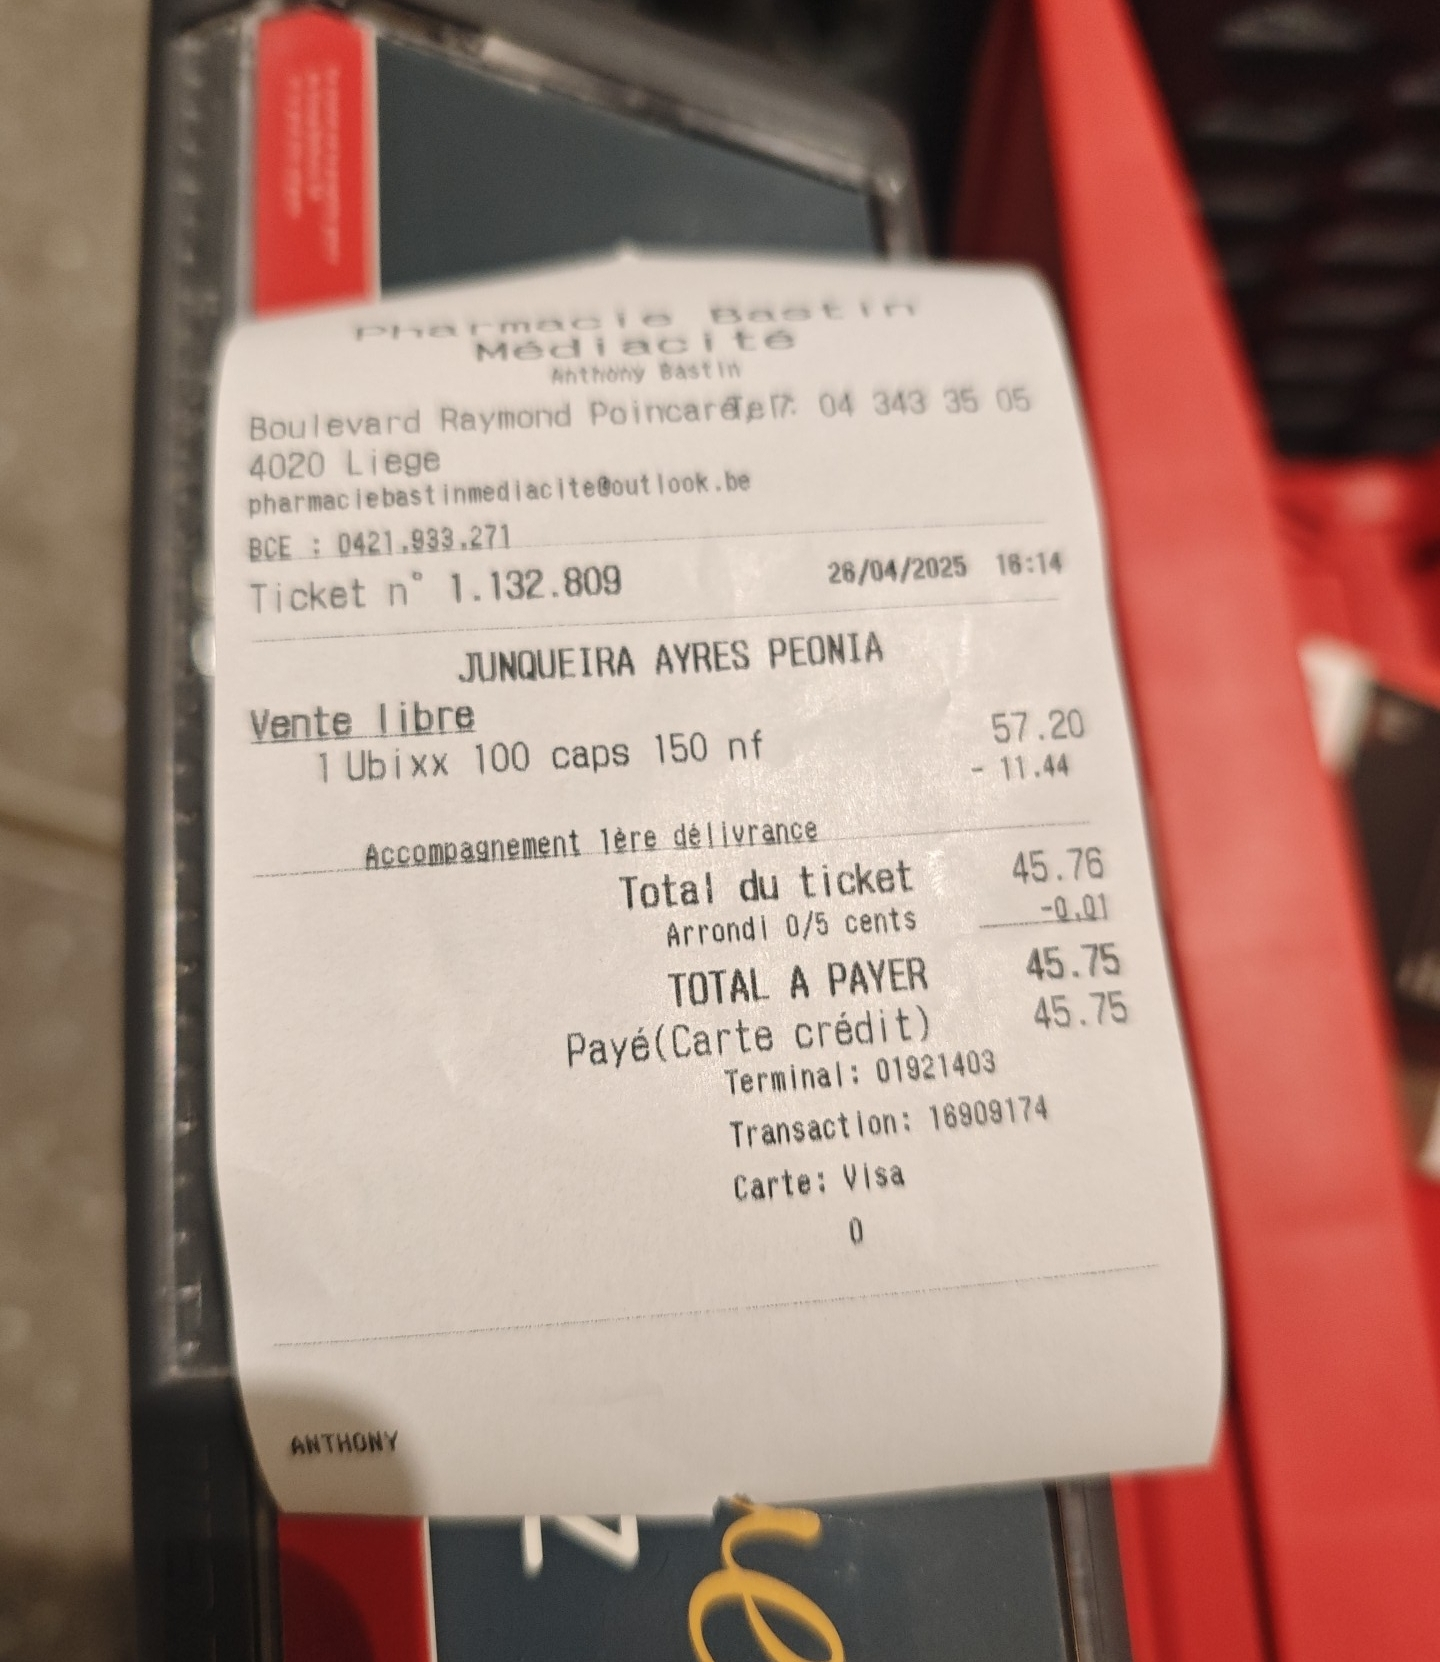 Pharmacie Bastin
Médiacité
Anthony Bastin
Boulevard Raymond Poincaré,7 Tel : 04 343 35 05
4020 Liege
pharmaciebastinmediacite@outlook.be
BCE : 0421.933.271
Ticket n° 1.132.809 26/04/2025 16:14
JUNQUEIRA AYRES PEONIA
Vente libre
1 Ubixx 100 caps 150 nf 57.20
- 11.44
Accompagnement 1ère délivrance
Total du ticket 45.76
Arrondi 0/5 cents -0.01
TOTAL A PAYER 45.75
Payé(Carte crédit) 45.75
Terminal: 01921403
Transaction: 16909174
Carte: Visa
0
ANTHONY